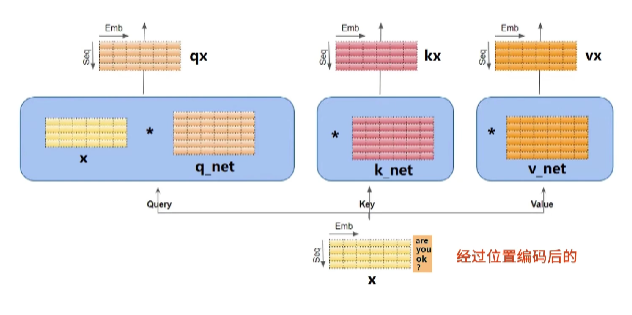 Emb
Seq
qx
Emb
Seq
kx
Emb
Seq
vx
x
*
q_net
*
k_net
*
v_net
Query
Key
Value
Emb
Seq
are
you
ok
?
x
经过位置编码后的